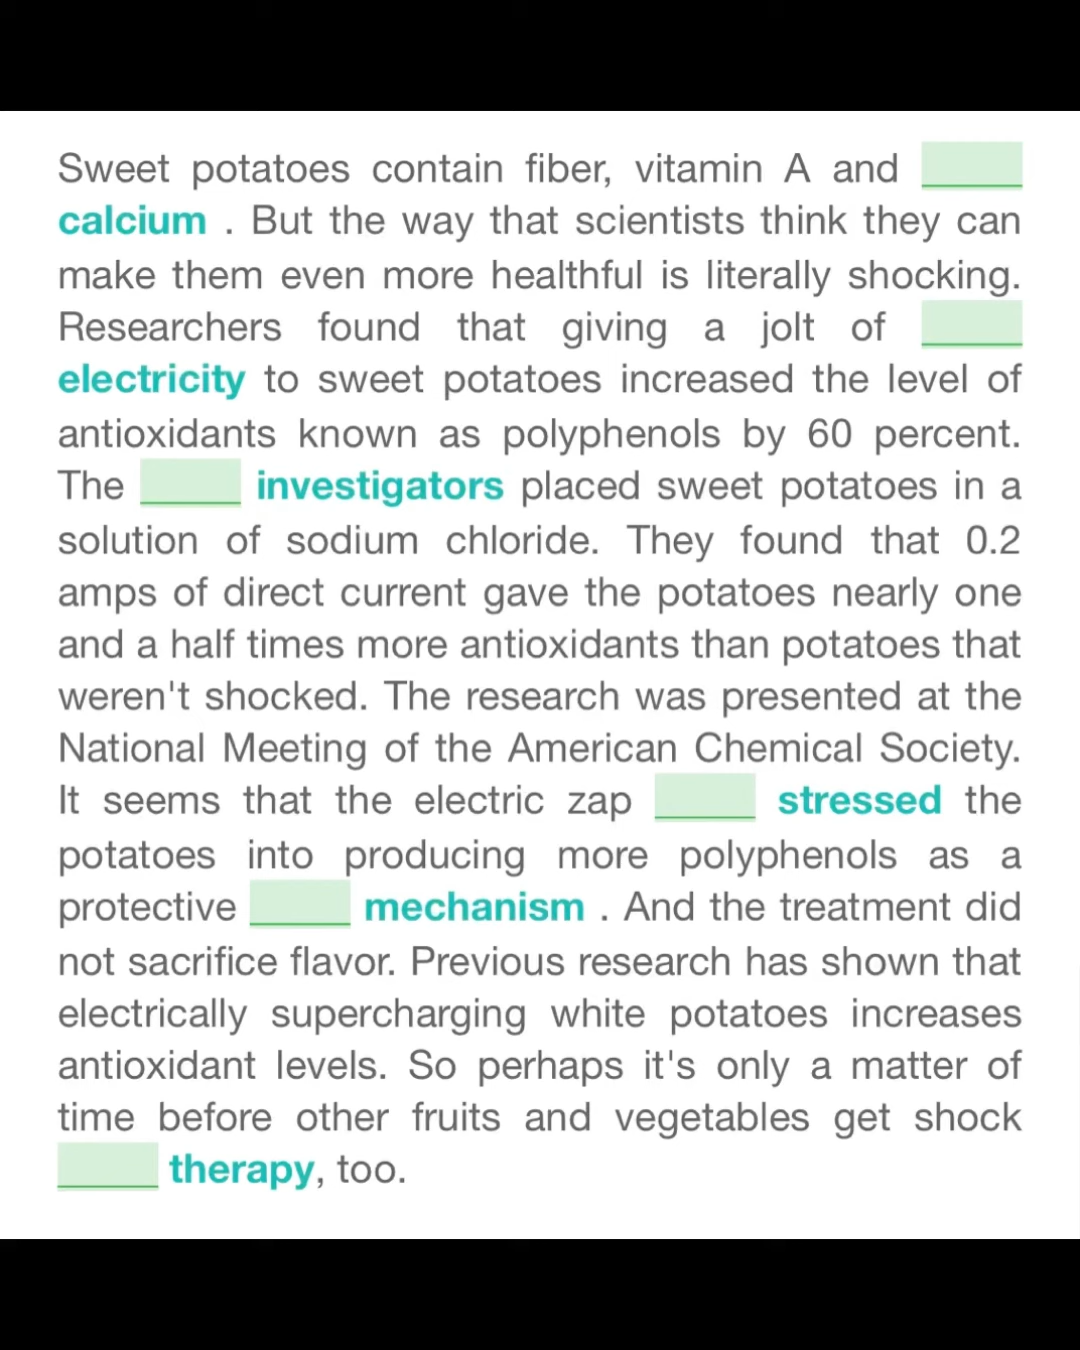 Sweet potatoes contain fiber, vitamin A and
calcium . But the way that scientists think they can
make them even more healthful is literally shocking.
Researchers found that giving a jolt of
electricity to sweet potatoes increased the level of
antioxidants known as polyphenols by 60 percent.
The investigators placed sweet potatoes in a
solution of sodium chloride. They found that 0.2
amps of direct current gave the potatoes nearly one
and a half times more antioxidants than potatoes that
weren't shocked. The research was presented at the
National Meeting of the American Chemical Society.
It seems that the electric zap stressed the
potatoes into producing more polyphenols as a
protective mechanism . And the treatment did
not sacrifice flavor. Previous research has shown that
electrically supercharging white potatoes increases
antioxidant levels. So perhaps it's only a matter of
time before other fruits and vegetables get shock
therapy, too.